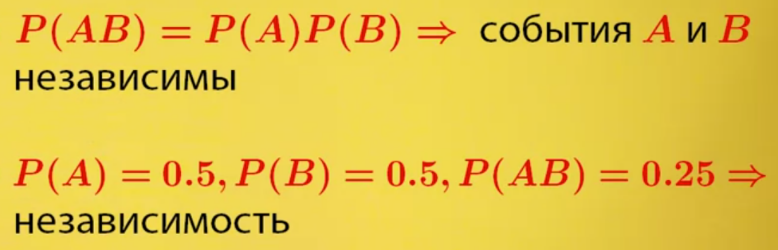 P(AB) = P(A)P(B) ⇒ события A и B
независимы
P(A) = 0.5, P(B) = 0.5, P(AB) = 0.25 ⇒
независимость